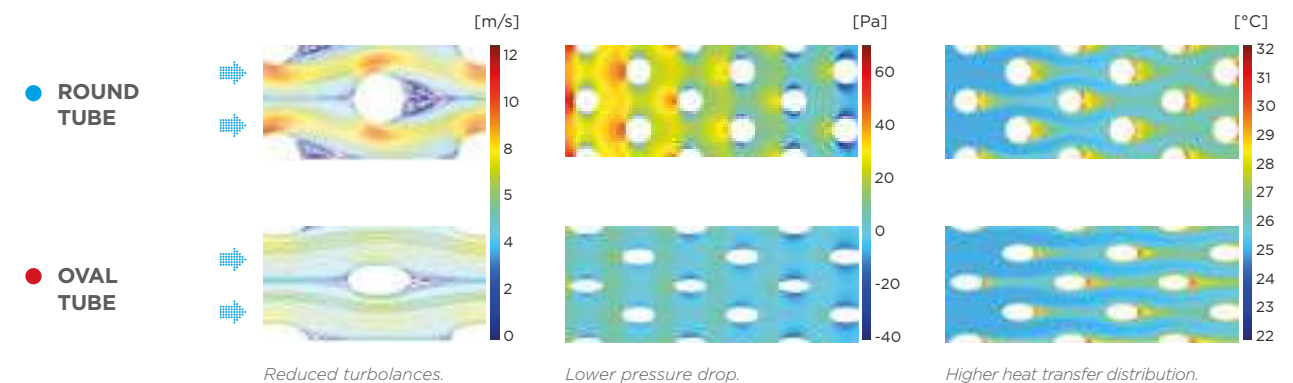 [m/s]
[Pa]
[°C]
ROUND
TUBE
12
10
8
5
4
2
0
60
40
20
0
-20
-40
32
31
30
29
28
27
26
25
24
23
22
OVAL
TUBE
Reduced turbolances.
Lower pressure drop.
Higher heat transfer distribution.